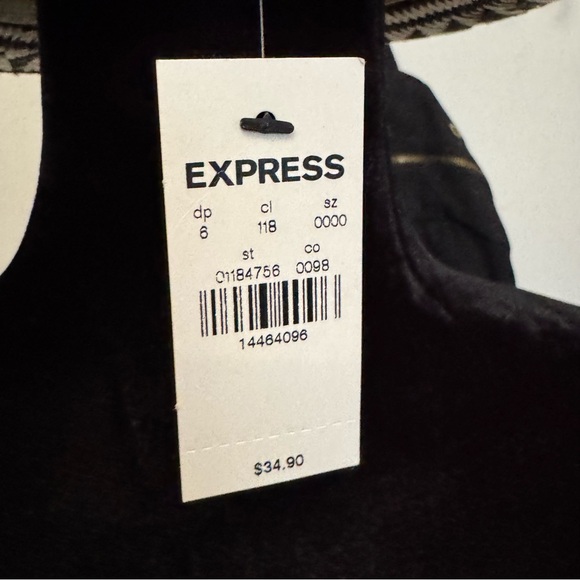 EXPRESS
dp cl sz
6 118 0000
st co
01184756 0098
14464096
$34.90